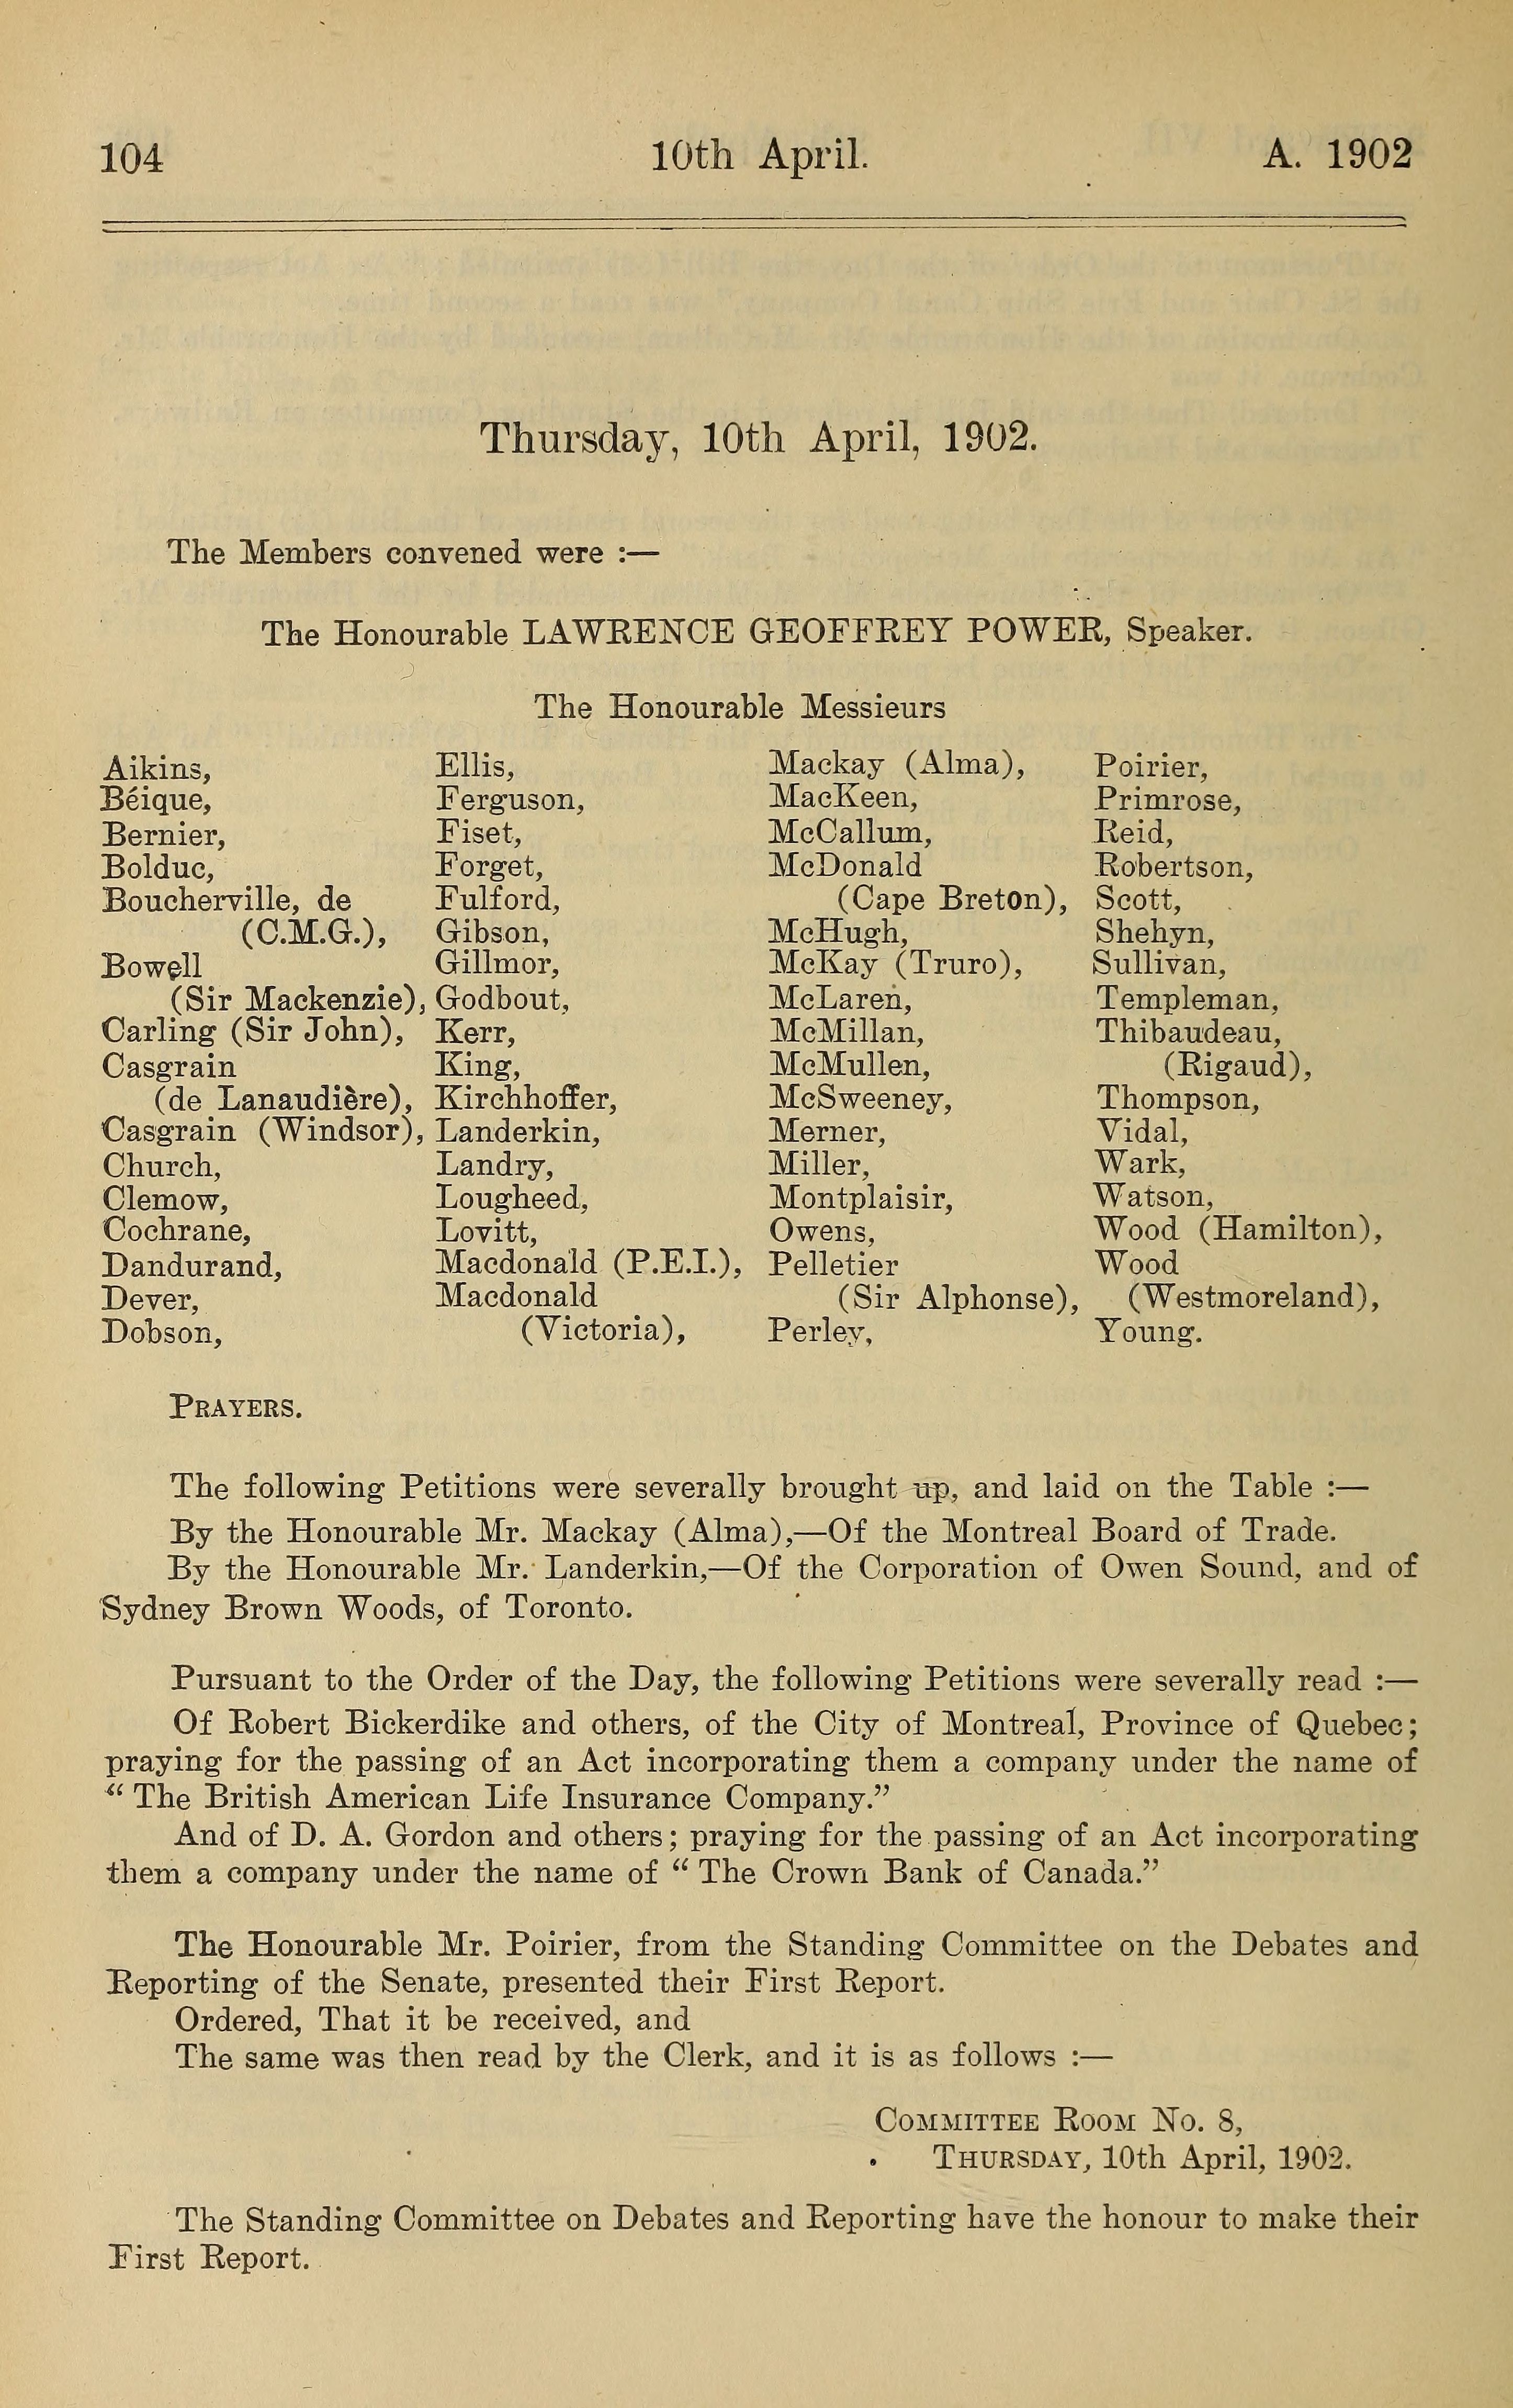 104 10th April. A. 1902
Thursday, 10th April, 1902.
The Members convened were :—
The Honourable LAWRENCE GEOFFREY POWER, Speaker.
The Honourable Messieurs
Aikins,
Béique,
Bernier,
Bolduc,
Boucherville, de
(C.M.G.),
Bowell
(Sir Mackenzie),
Carling (Sir John),
Casgrain
(de Lanaudière),
Casgrain (Windsor),
Church,
Clemow,
Cochrane,
Dandurand,
Dever,
Dobson,
Ellis,
Ferguson,
Fiset,
Forget,
Fulford,
Gibson,
Gillmor,
Godbout,
Kerr,
King,
Kirchhoffer,
Landerkin,
Landry,
Lougheed,
Lovitt,
Macdonald (P.E.I.),
Macdonald
(Victoria),
Mackay (Alma),
MacKeen,
McCallum,
McDonald
(Cape Breton),
McHugh,
McKay (Truro),
McLaren,
McMillan,
McMullen,
McSweeney,
Merner,
Miller,
Montplaisir,
Owens,
Pelletier
(Sir Alphonse),
Perley,
Poirier,
Primrose,
Reid,
Robertson,
Scott,
Shehyn,
Sullivan,
Templeman,
Thibaudeau,
(Rigaud),
Thompson,
Vidal,
Wark,
Watson,
Wood (Hamilton),
Wood
(Westmoreland),
Young.
PRAYERS.
The following Petitions were severally brought up, and laid on the Table :—
By the Honourable Mr. Mackay (Alma),—Of the Montreal Board of Trade.
By the Honourable Mr. Landerkin,—Of the Corporation of Owen Sound, and of
Sydney Brown Woods, of Toronto.
Pursuant to the Order of the Day, the following Petitions were severally read :—
Of Robert Bickerdike and others, of the City of Montreal, Province of Quebec;
praying for the passing of an Act incorporating them a company under the name of
“ The British American Life Insurance Company.”
And of D. A. Gordon and others; praying for the passing of an Act incorporating
them a company under the name of “ The Crown Bank of Canada.”
The Honourable Mr. Poirier, from the Standing Committee on the Debates and
Reporting of the Senate, presented their First Report.
Ordered, That it be received, and
The same was then read by the Clerk, and it is as follows :—
COMMITTEE ROOM NO. 8,
THURSDAY, 10th April, 1902.
The Standing Committee on Debates and Reporting have the honour to make their
First Report.